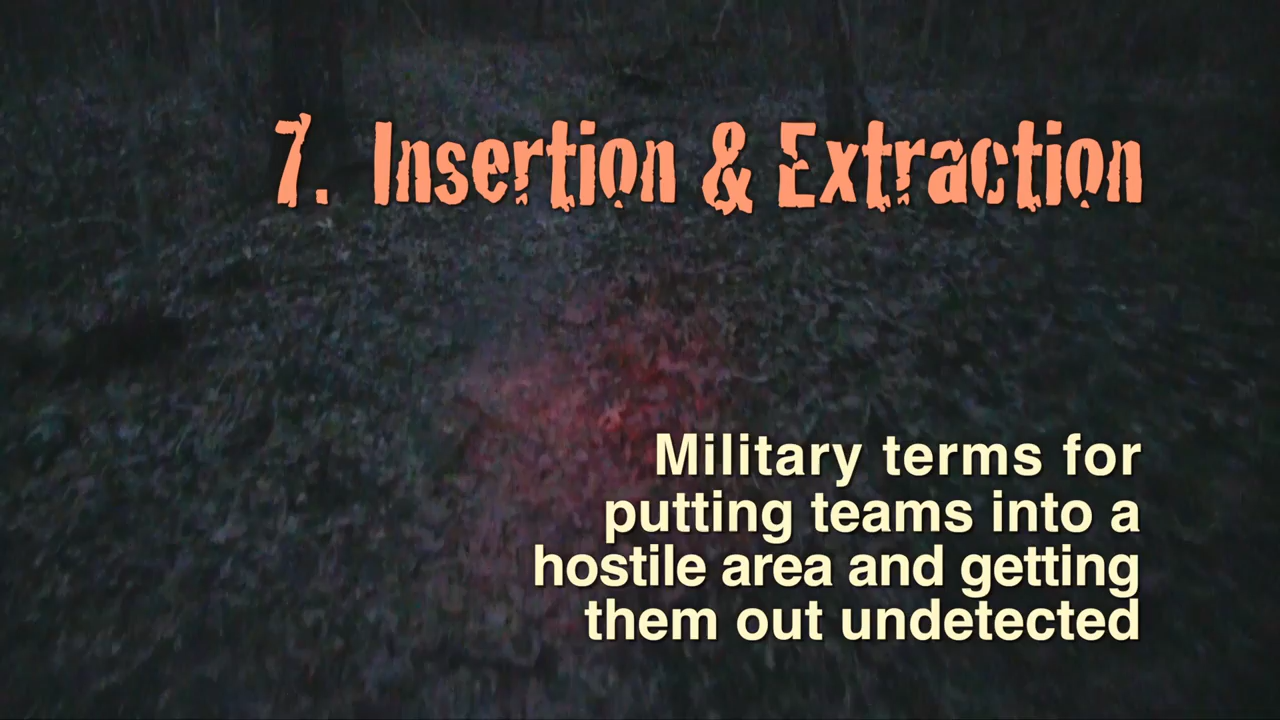 7. Insertion & Extraction
Military terms for
putting teams into a
hostile area and getting
them out undetected